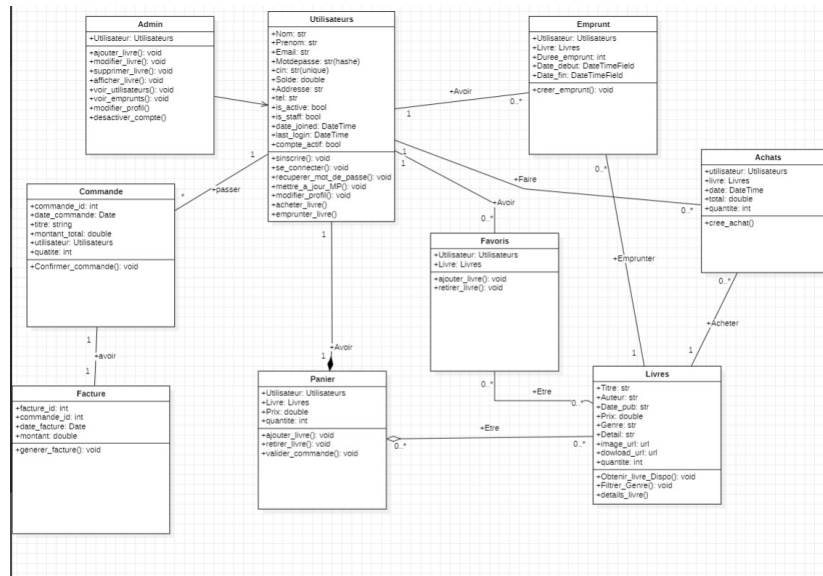 Admin
+Utilisateur: Utilisateurs
+ajouter_livre(): void
+modifier_livre(): void
+supprimer_livre(): void
+afficher_livre(): void
+voir_utilisateurs(): void
+voir_emprunts(): void
+modifier_profil()
+desactiver_compte()
Utilisateurs
+Nom: str
+Prenom: str
+Email: str
+Motdepasse: str(hashe)
+cin: str(unique)
+Solde: double
+Addresse: str
+tel: str
+is_active: bool
+is_staff: bool
+date_joined: DateTime
+last_login: DateTime
+compte_actif: bool
+sinscrire(): void
+se_connecter(): void
+recuperer_mot_de_passe(): void
+mettre_a_jour_MP(): void
+modifier_profil(): void
+acheter_livre()
+emprunter_livre()
Emprunt
+Utilisateur: Utilisateurs
+Livre: Livres
+Duree_emprunt: int
+Date_debut: DateTimeField
+Date_fin: DateTimeField
+creer_emprunt(): void
+Avoir
1
0..*
Achats
+utilisateur: Utilisateurs
+livre: Livres
+date: DateTime
+total: double
+quantite: int
+cree_achat()
1
+Faire
0..*
1
+Avoir
0..*
1
+passer
*
Commande
+commande_id: int
+date_commande: Date
+titre: string
+montant_total: double
+utilisateur: Utilisateurs
+quatite: int
+Confirmer_commande(): void
Favoris
+Utilisateur: Utilisateurs
+Livre: Livres
+ajouter_livre(): void
+retirer_livre(): void
0..*
+Emprunter
1
0..*
+Acheter
1
1
+Avoir
1
1
+avoir
1
Facture
+facture_id: int
+commande_id: int
+date_facture: Date
+montant: double
+generer_facture(): void
Panier
+Utilisateur: Utilisateurs
+Livre: Livres
+Prix: double
+quantite: int
+ajouter_livre(): void
+retirer_livre(): void
+valider_commande(): void
0..*
+Etre
0..*
0..*
+Etre
0..*
Livres
+Titre: str
+Auteur: str
+Date_pub: str
+Prix: double
+Genre: str
+Detail: str
+image_url: url
+dowload_url: url
+quantite: int
+Obtenir_livre_Dispo(): void
+Filtrer_Genre(): void
+details_livre()